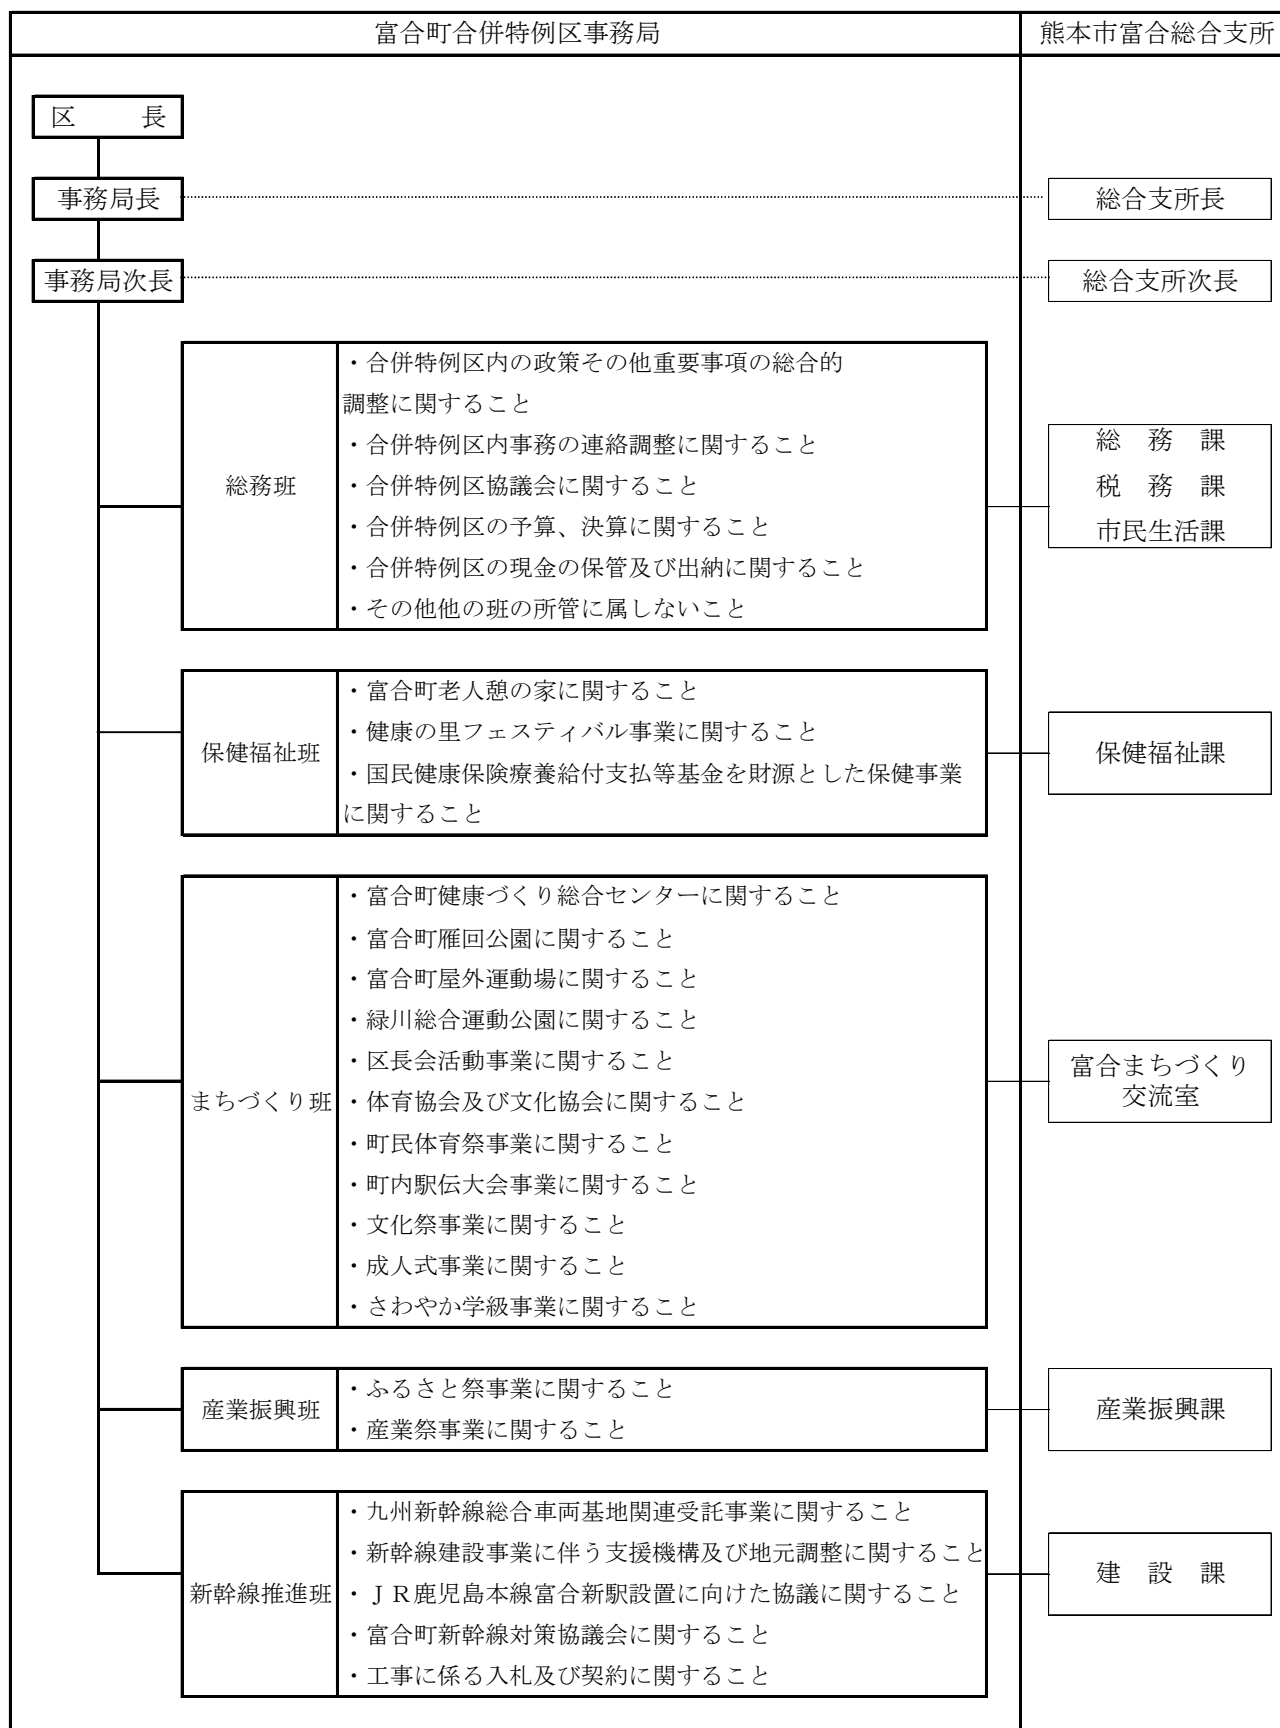 富合町合併特例区事務局
熊本市富合総合支所
区　　長
事務局長
総合支所長
事務局次長
総合支所次長
総務班
・合併特例区内の政策その他重要事項の総合的
調整に関すること
・合併特例区内事務の連絡調整に関すること
・合併特例区協議会に関すること
・合併特例区の予算、決算に関すること
・合併特例区の現金の保管及び出納に関すること
・その他他の班の所管に属しないこと
総　務　課
税　務　課
市民生活課
保健福祉班
・富合町老人憩の家に関すること
・健康の里フェスティバル事業に関すること
・国民健康保険療養給付支払等基金を財源とした保健事業
に関すること
保健福祉課
まちづくり班
・富合町健康づくり総合センターに関すること
・富合町雁回公園に関すること
・富合町屋外運動場に関すること
・緑川総合運動公園に関すること
・区長会活動事業に関すること
・体育協会及び文化協会に関すること
・町民体育祭事業に関すること
・町内駅伝大会事業に関すること
・文化祭事業に関すること
・成人式事業に関すること
・さわやか学級事業に関すること
富合まちづくり
交流室
産業振興班
・ふるさと祭事業に関すること
・産業祭事業に関すること
産業振興課
新幹線推進班
・九州新幹線総合車両基地関連受託事業に関すること
・新幹線建設事業に伴う支援機構及び地元調整に関すること
・ＪＲ鹿児島本線富合新駅設置に向けた協議に関すること
・富合町新幹線対策協議会に関すること
・工事に係る入札及び契約に関すること
建　設　課